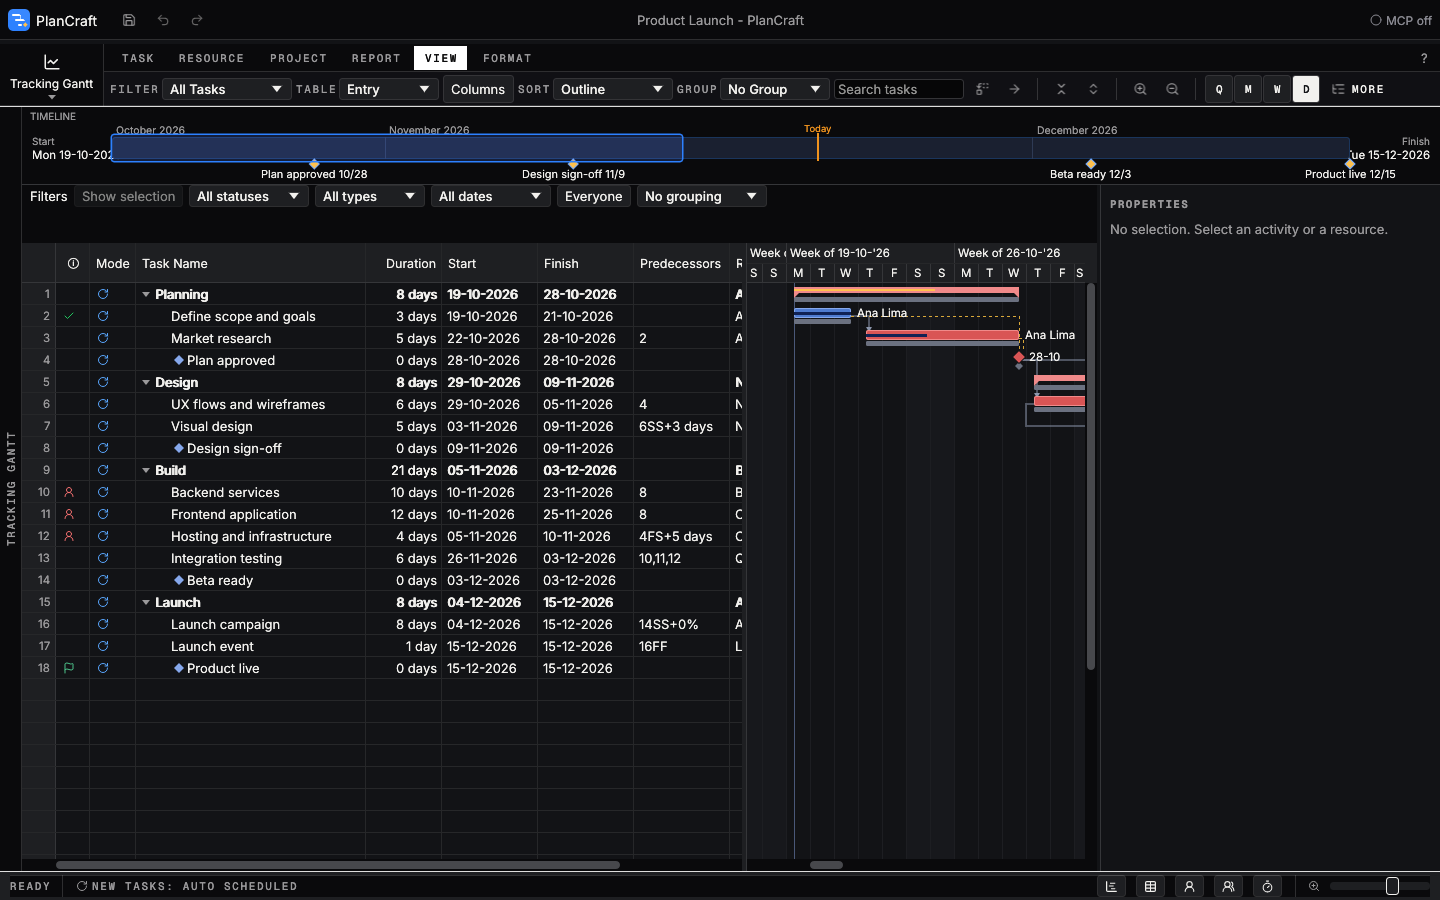 PlanCraft
Product Launch - PlanCraft
MCP off
Tracking Gantt
TASK RESOURCE PROJECT REPORT VIEW FORMAT
?
FILTER All Tasks TABLE Entry Columns SORT Outline GROUP No Group Search tasks Q M W D MORE
TIMELINE
October 2026 November 2026 Today December 2026
Start
Mon 19-10-202
Finish
ue 15-12-2026
Plan approved 10/28 Design sign-off 11/9 Beta ready 12/3 Product live 12/15
Filters Show selection All statuses All types All dates Everyone No grouping
PROPERTIES
No selection. Select an activity or a resource.
TRACKING GANTT
Mode Task Name Duration Start Finish Predecessors R
Week Week of 19-10-'26 Week of 26-10-'26
S S M T W T F S S M T W T F S
1 Planning 8 days 19-10-2026 28-10-2026 A
2 Define scope and goals 3 days 19-10-2026 21-10-2026 A Ana Lima
3 Market research 5 days 22-10-2026 28-10-2026 2 A Ana Lima
4 Plan approved 0 days 28-10-2026 28-10-2026 28-10
5 Design 8 days 29-10-2026 09-11-2026 N
6 UX flows and wireframes 6 days 29-10-2026 05-11-2026 4 N
7 Visual design 5 days 03-11-2026 09-11-2026 6SS+3 days N
8 Design sign-off 0 days 09-11-2026 09-11-2026
9 Build 21 days 05-11-2026 03-12-2026 B
10 Backend services 10 days 10-11-2026 23-11-2026 8 B
11 Frontend application 12 days 10-11-2026 25-11-2026 8 C
12 Hosting and infrastructure 4 days 05-11-2026 10-11-2026 4FS+5 days C
13 Integration testing 6 days 26-11-2026 03-12-2026 10,11,12 Q
14 Beta ready 0 days 03-12-2026 03-12-2026
15 Launch 8 days 04-12-2026 15-12-2026 A
16 Launch campaign 8 days 04-12-2026 15-12-2026 14SS+0% A
17 Launch event 1 day 15-12-2026 15-12-2026 16FF L
18 Product live 0 days 15-12-2026 15-12-2026
READY NEW TASKS: AUTO SCHEDULED